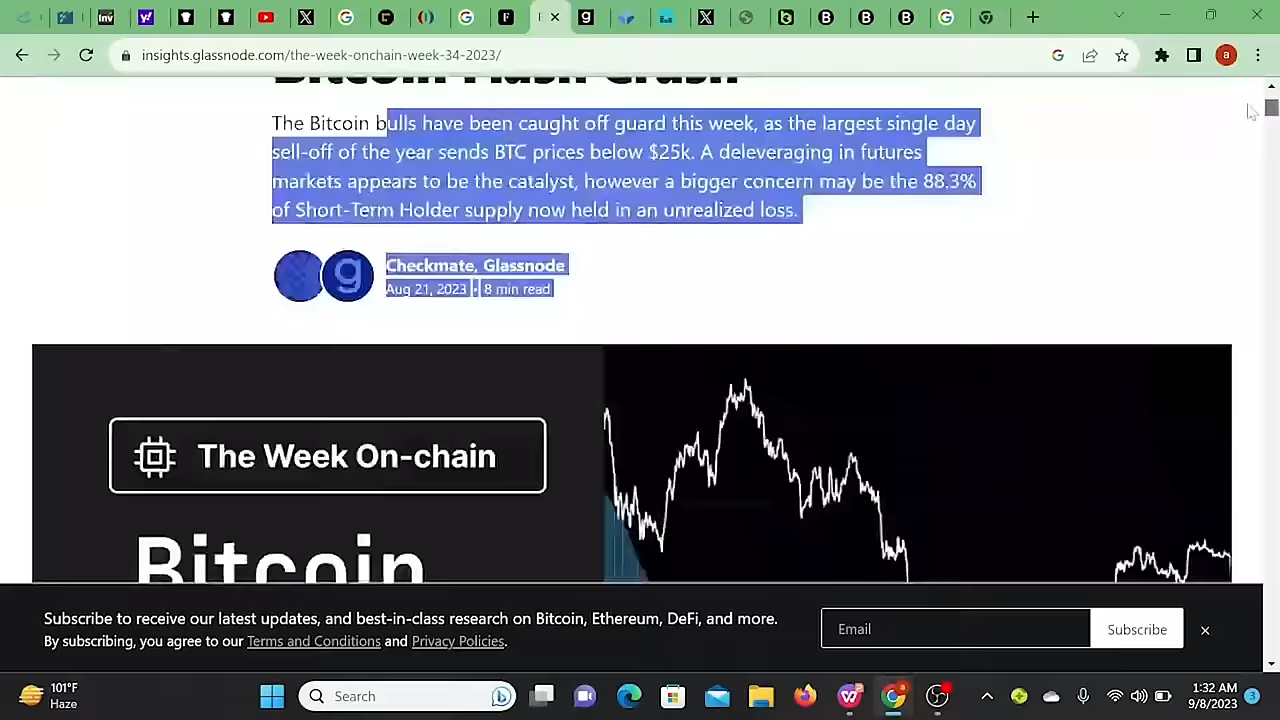 insights.glassnode.com/the-week-onchain-week-34-2023/
Bitcoin Flash Crash
The Bitcoin bulls have been caught off guard this week, as the largest single day
sell-off of the year sends BTC prices below $25k. A deleveraging in futures
markets appears to be the catalyst, however a bigger concern may be the 88.3%
of Short-Term Holder supply now held in an unrealized loss.
Checkmate, Glassnode
Aug 21, 2023 • 8 min read
The Week On-chain
Bitcoin
Subscribe to receive our latest updates, and best-in-class research on Bitcoin, Ethereum, DeFi, and more.
By subscribing, you agree to our Terms and Conditions and Privacy Policies.
Email
Subscribe
101°F
Haze
Search
1:32 AM
9/8/2023
3